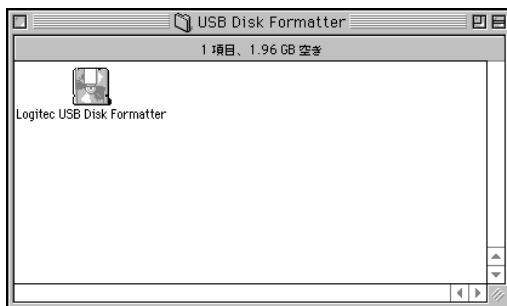 USB Disk Formatter
1 項目、1.96 GB 空き
Logitec USB Disk Formatter